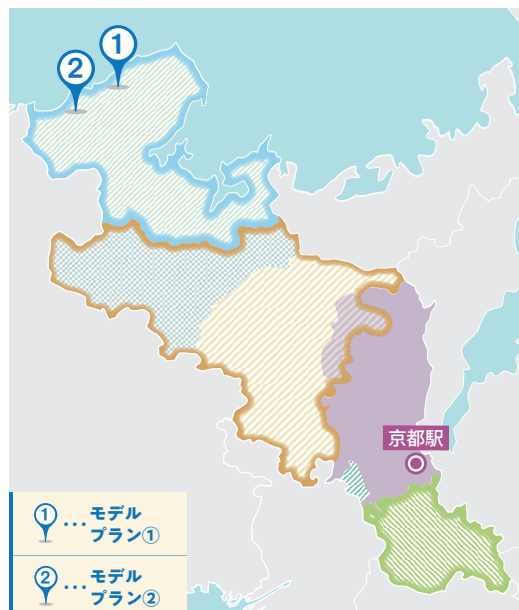 ①
②
京都駅
① … モデル
プラン①
② … モデル
プラン②